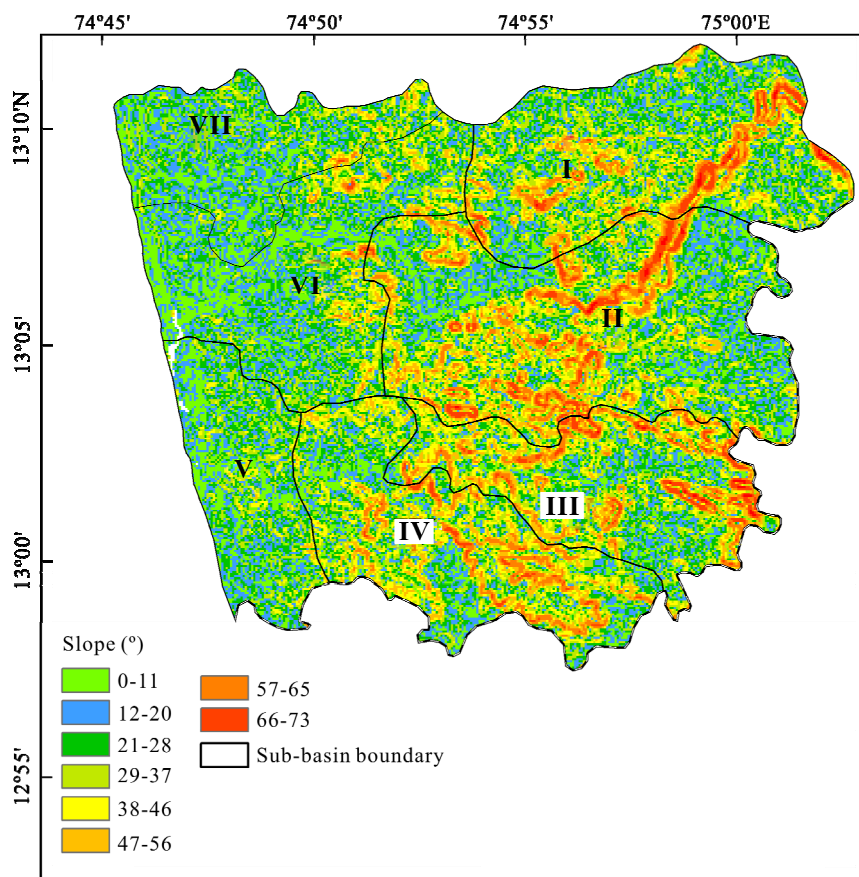 74°45' 74°50' 74°55' 75°00'E
13°10'N
13°05'
13°00'
12°55'
VII
I
VI
II
V
III
IV
Slope (º)
0-11
12-20
21-28
29-37
38-46
47-56
57-65
66-73
Sub-basin boundary